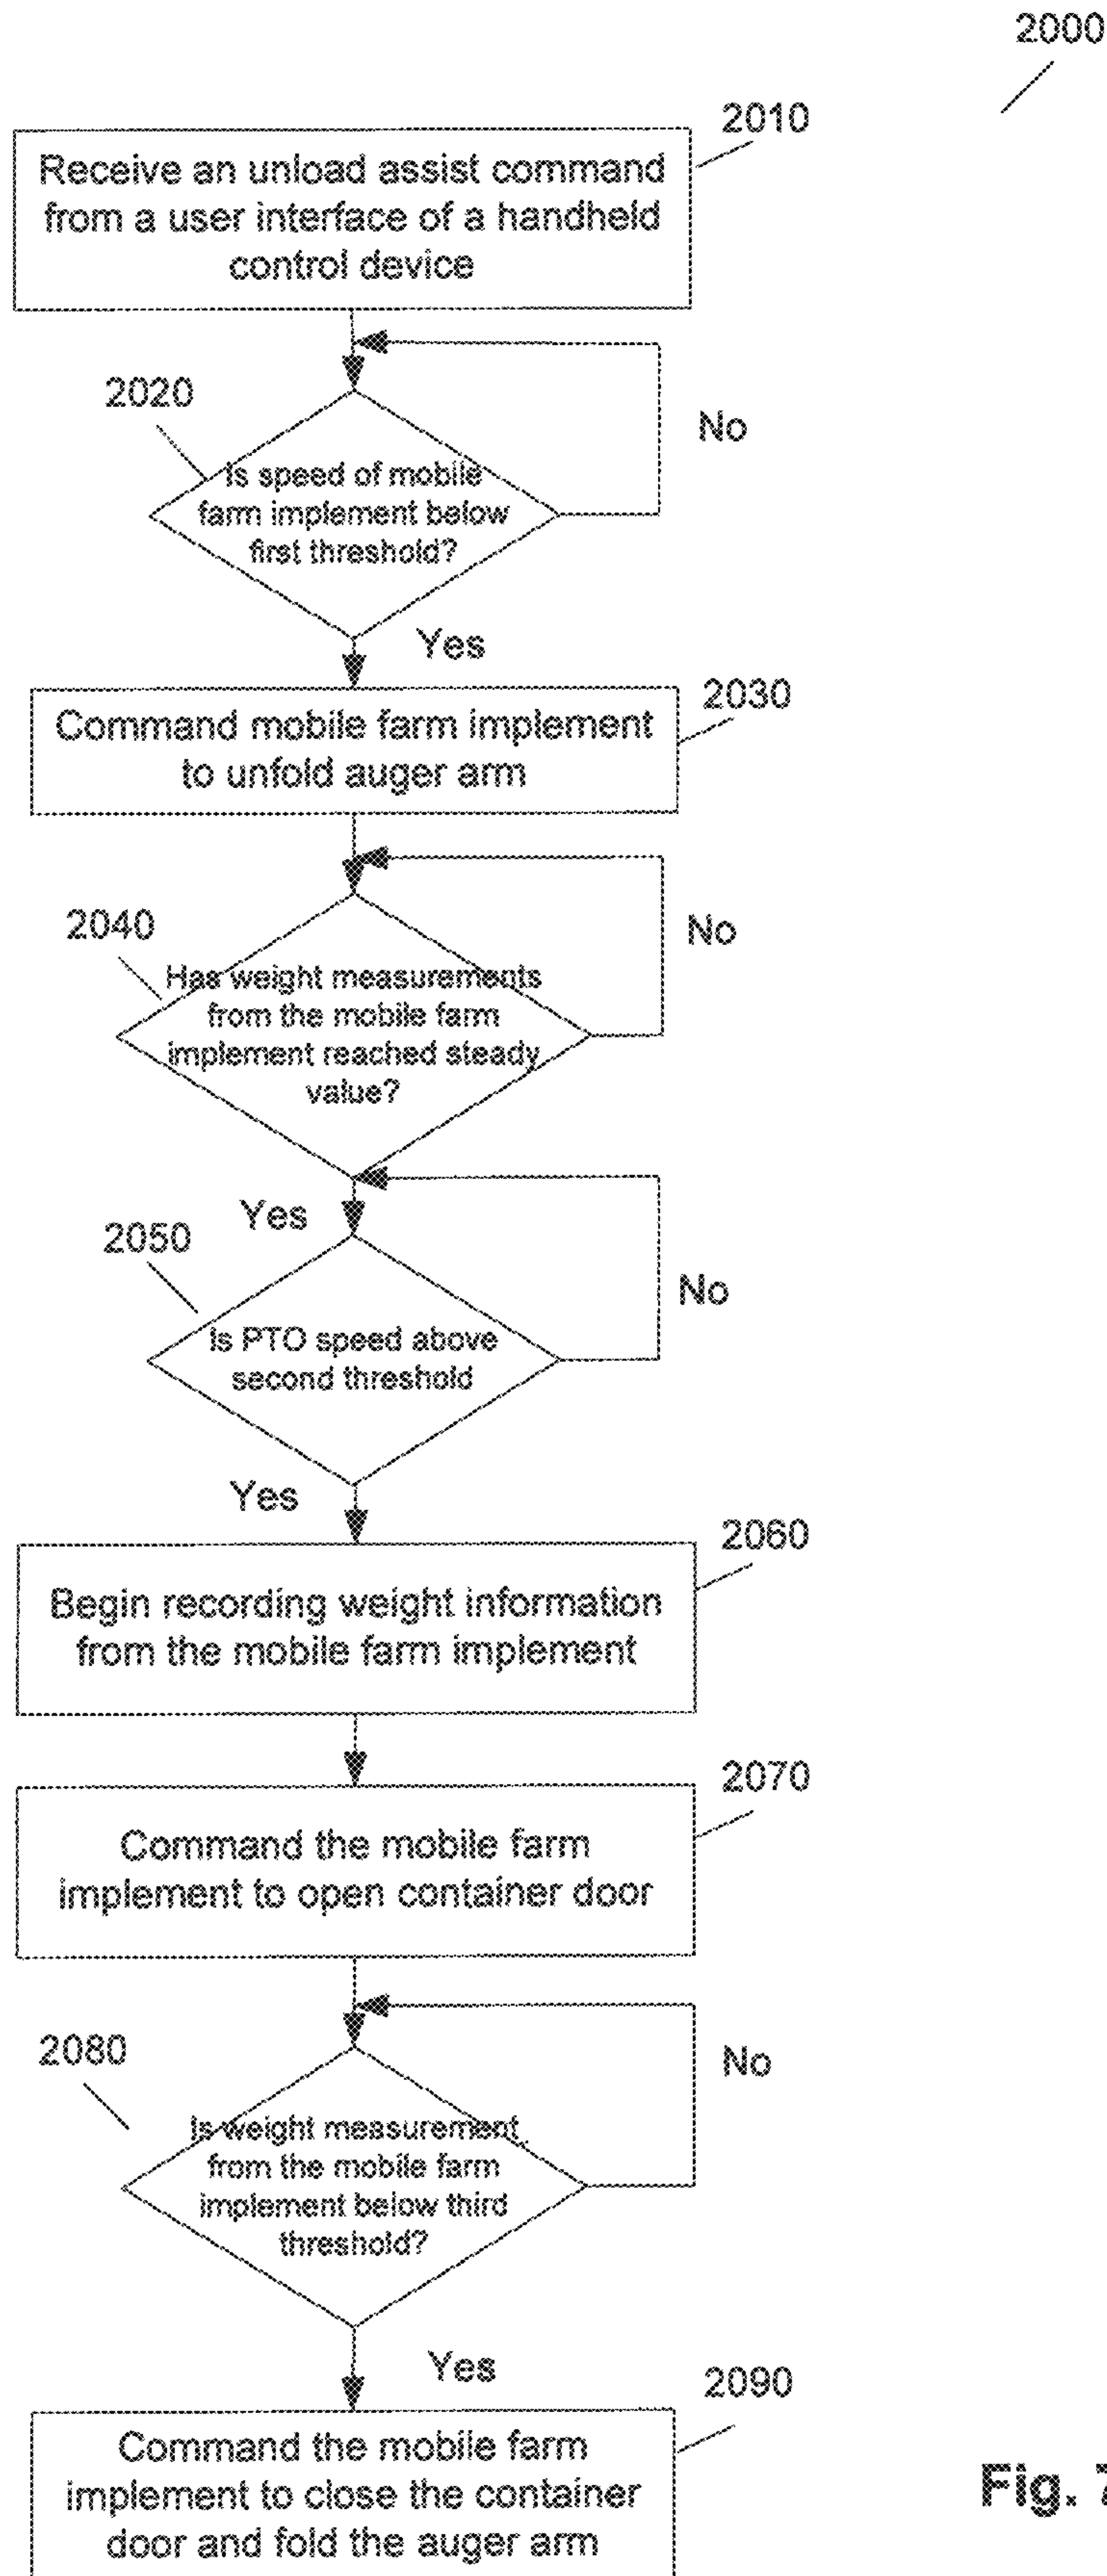 2000
2010
Receive an unload assist command
from a user interface of a handheld
control device
2020
No
Is speed of mobile
farm implement below
first threshold?
Yes
2030
Command mobile farm implement
to unfold auger arm
2040
No
Has weight measurements
from the mobile farm
implement reached steady
value?
Yes
2050
No
Is PTO speed above
second threshold
Yes
2060
Begin recording weight information
from the mobile farm implement
2070
Command the mobile farm
implement to open container door
2080
No
Is weight measurement
from the mobile farm
implement below third
threshold?
Yes
2090
Command the mobile farm
implement to close the container
door and fold the auger arm
Fig. 7